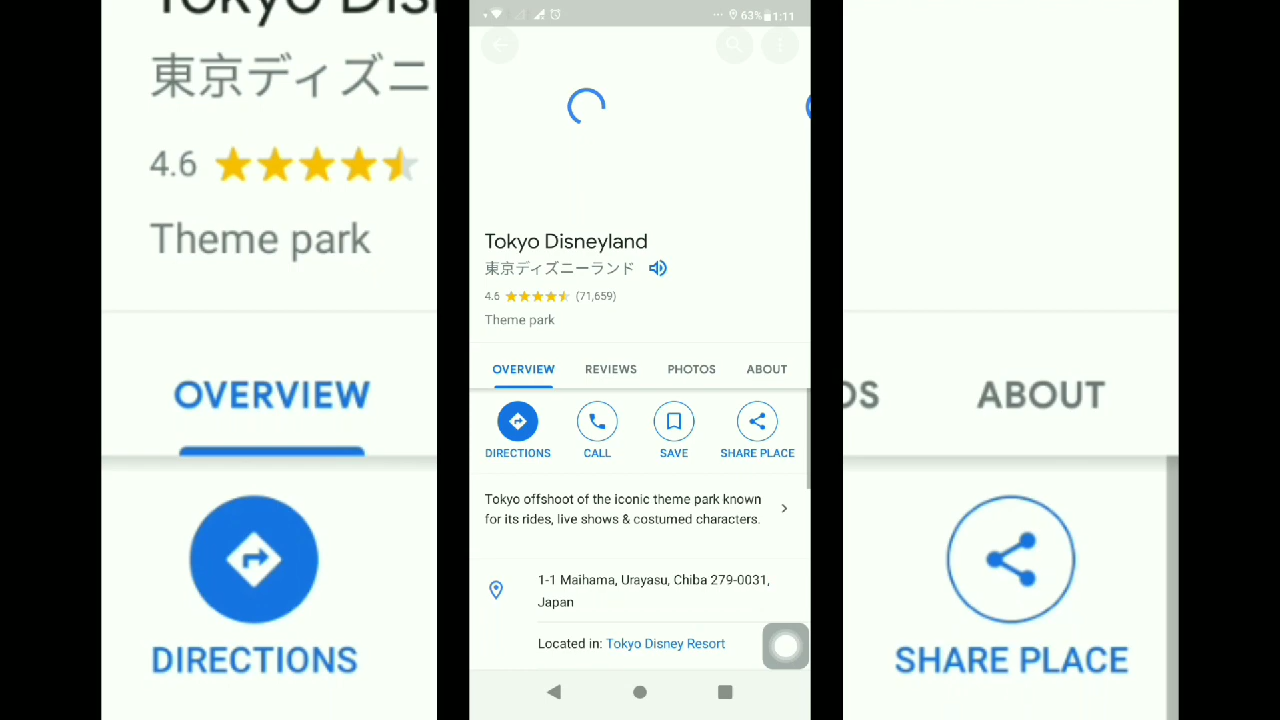 Tokyo Dis
東京ディズニ
4.6
Theme park
OVERVIEW
DIRECTIONS
63% 1:11
Tokyo Disneyland
東京ディズニーランド
4.6 (71,659)
Theme park
OVERVIEW REVIEWS PHOTOS ABOUT
DIRECTIONS CALL SAVE SHARE PLACE
Tokyo offshoot of the iconic theme park known
for its rides, live shows & costumed characters.
1-1 Maihama, Urayasu, Chiba 279-0031,
Japan
Located in: Tokyo Disney Resort
OS ABOUT
SHARE PLACE